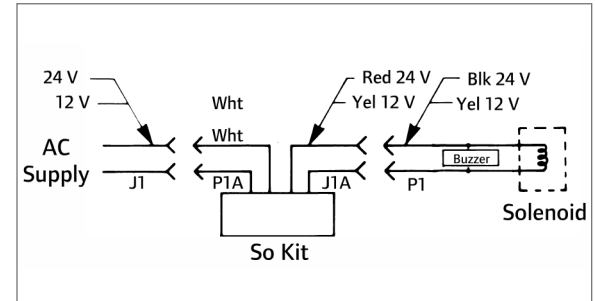 24 V
12 V
Wht
Wht
Red 24 V
Yel 12 V
Blk 24 V
Yel 12 V
AC
Supply
J1
P1A
J1A
P1
Buzzer
Solenoid
So Kit